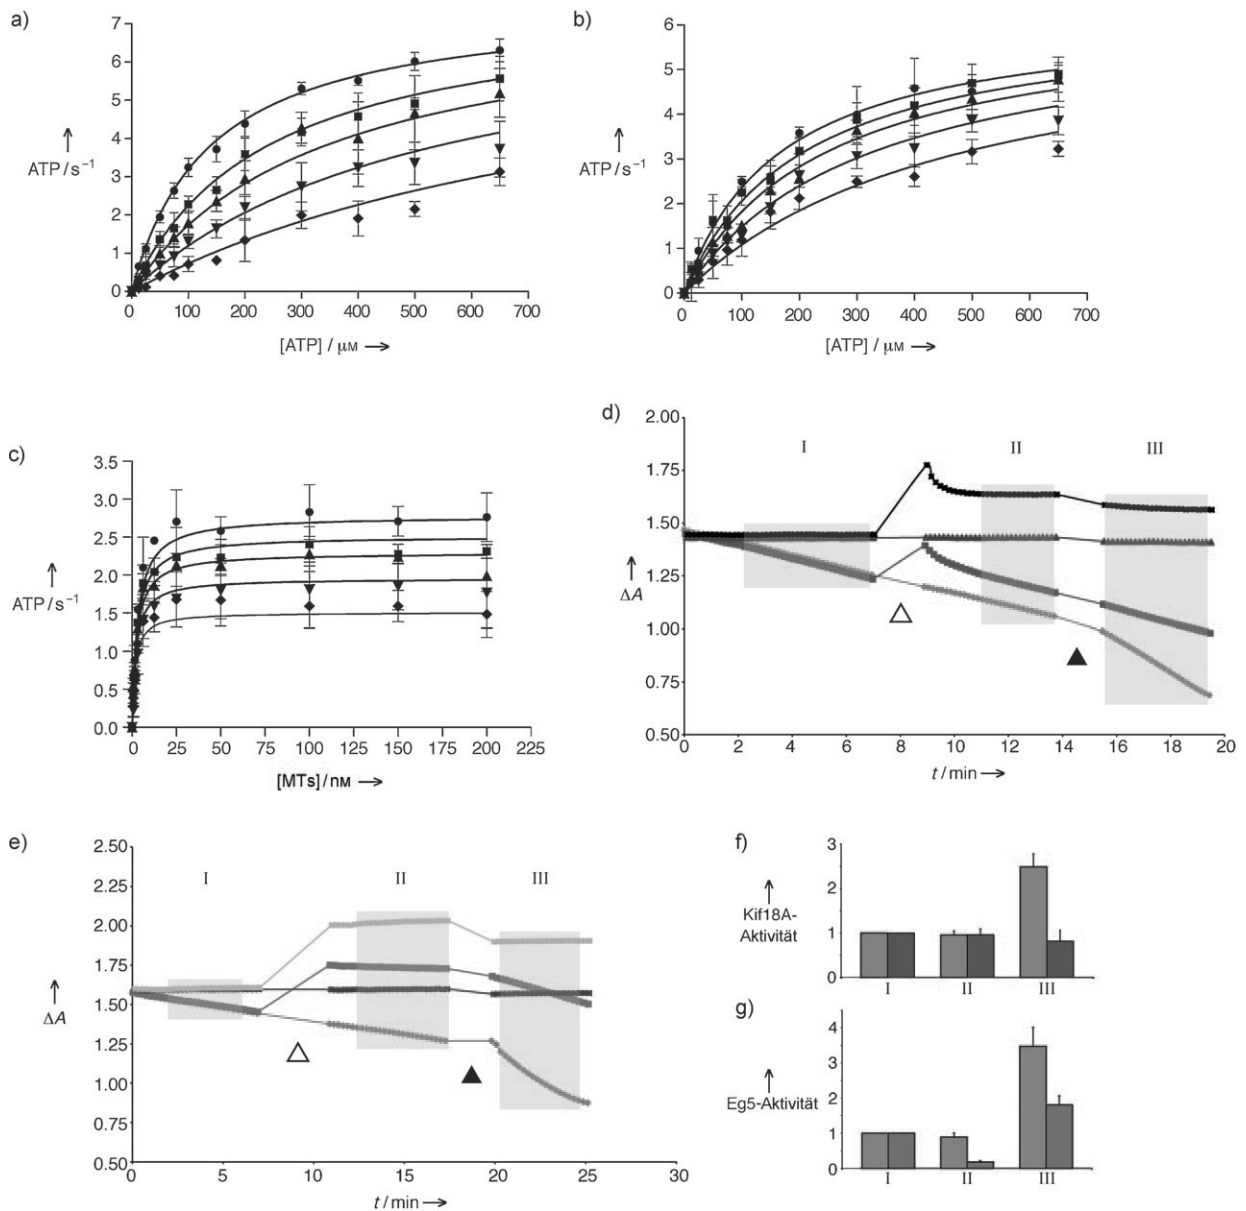 a)
7
6
5
4
3
2
1
0
ATP / s⁻¹
0 100 200 300 400 500 600 700
[ATP] / μM
b)
6
5
4
3
2
1
0
ATP / s⁻¹
0 100 200 300 400 500 600 700
[ATP] / μM
c)
3.5
3.0
2.5
2.0
1.5
1.0
0.5
0.0
ATP / s⁻¹
0 25 50 75 100 125 150 175 200 225
[MTs] / nM
d)
2.00
1.75
1.50
1.25
1.00
0.75
0.50
ΔA
I II III
0 2 4 6 8 10 12 14 16 18 20
t / min
e)
2.50
2.25
2.00
1.75
1.50
1.25
1.00
0.75
0.50
ΔA
I II III
0 5 10 15 20 25 30
t / min
f)
3
2
1
0
Kif18A-
Aktivität
I II III
g)
4
3
2
1
0
Eg5-Aktivität
I II III